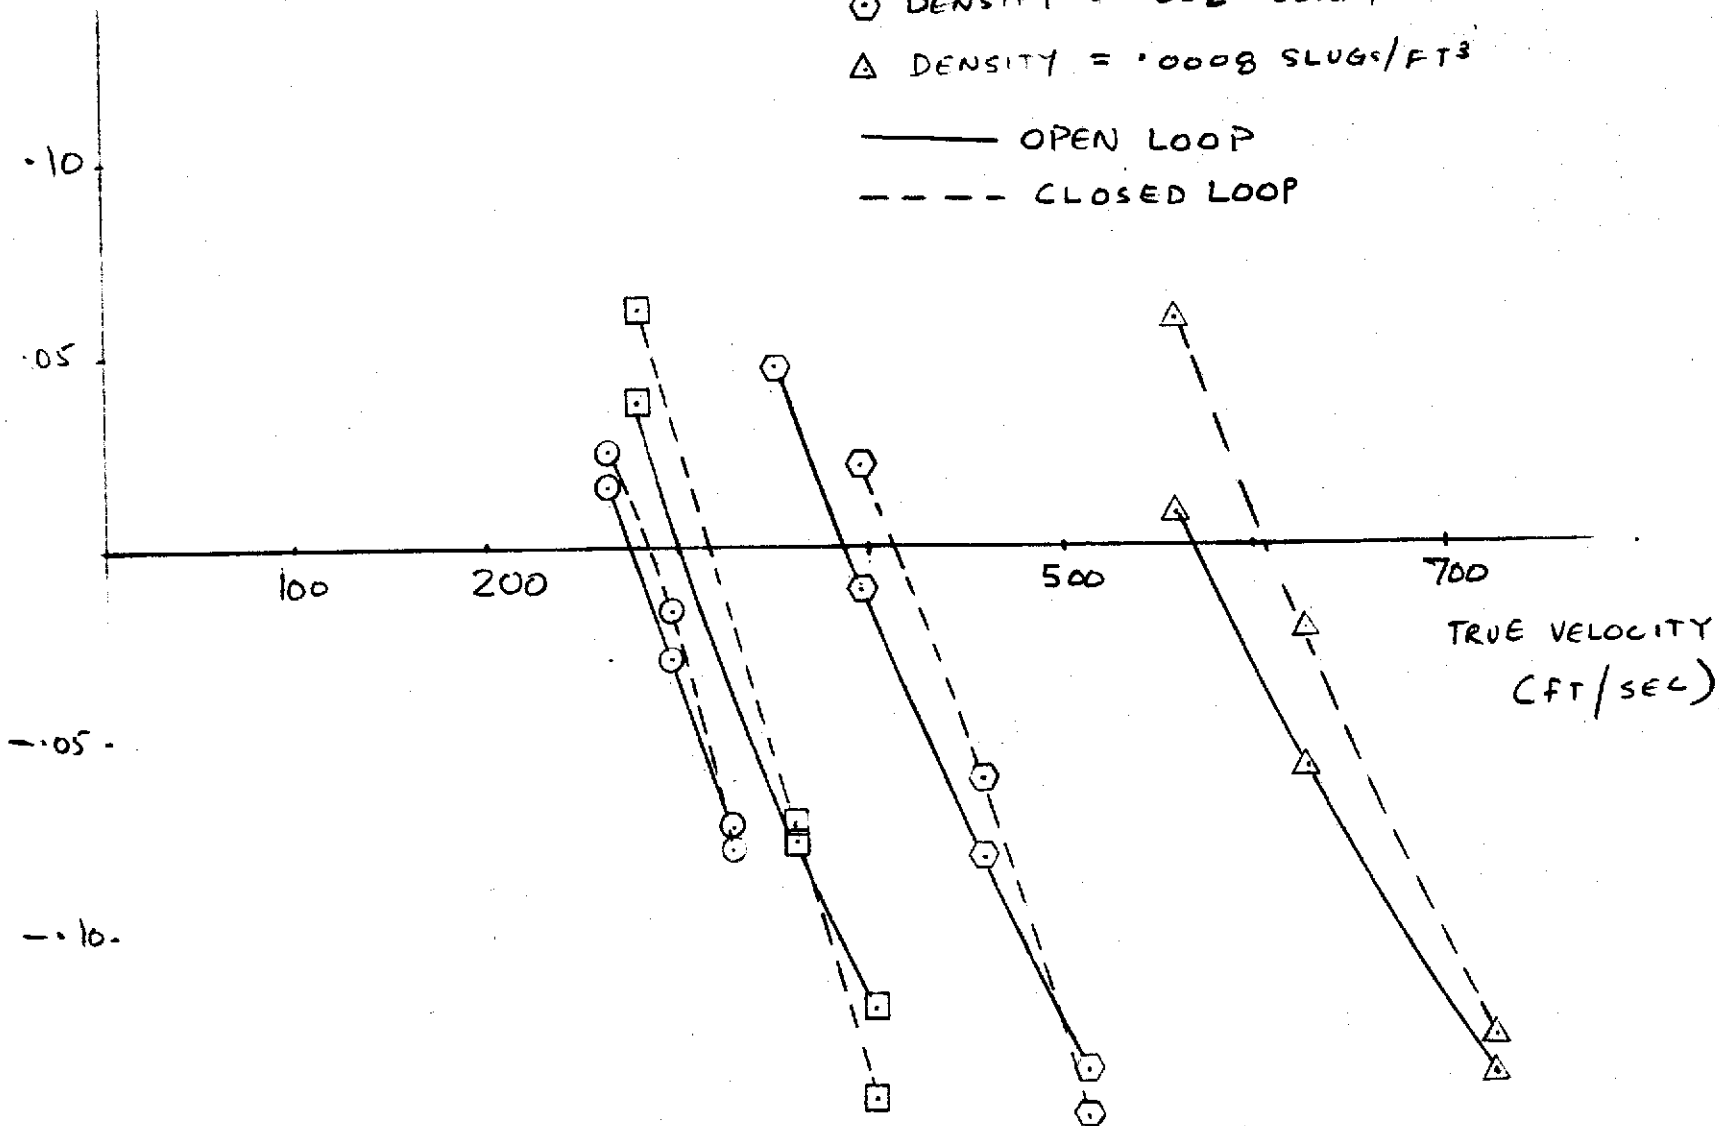 DENSITY
DENSITY = .0008 SLUGS/FT³
OPEN LOOP
CLOSED LOOP
.10
.05
100
200
500
700
TRUE VELOCITY
(FT/SEC)
-.05
-.10